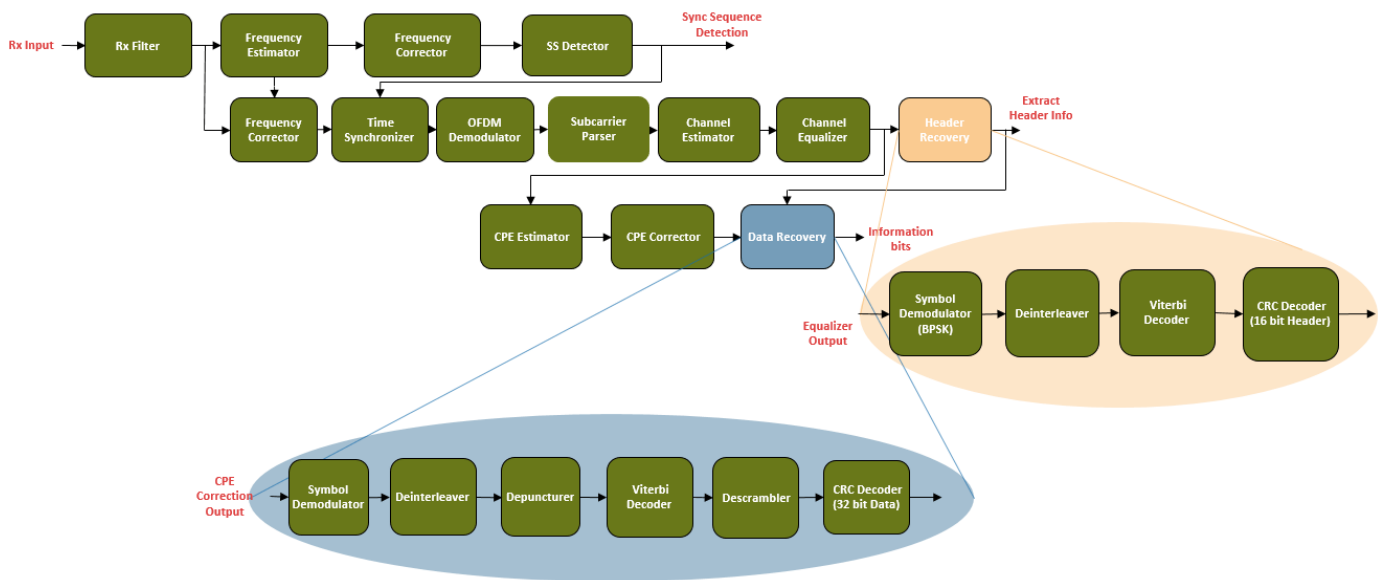 Rx Input
Rx Filter
Frequency
Estimator
Frequency
Corrector
SS Detector
Sync Sequence
Detection
Frequency
Corrector
Time
Synchronizer
OFDM
Demodulator
Subcarrier
Parser
Channel
Estimator
Channel
Equalizer
Header
Recovery
Extract
Header Info
CPE Estimator
CPE Corrector
Data Recovery
Information
bits
Equalizer
Output
Symbol
Demodulator
(BPSK)
Deinterleaver
Viterbi
Decoder
CRC Decoder
(16 bit Header)
CPE
Correction
Output
Symbol
Demodulator
Deinterleaver
Depuncturer
Viterbi
Decoder
Descrambler
CRC Decoder
(32 bit Data)